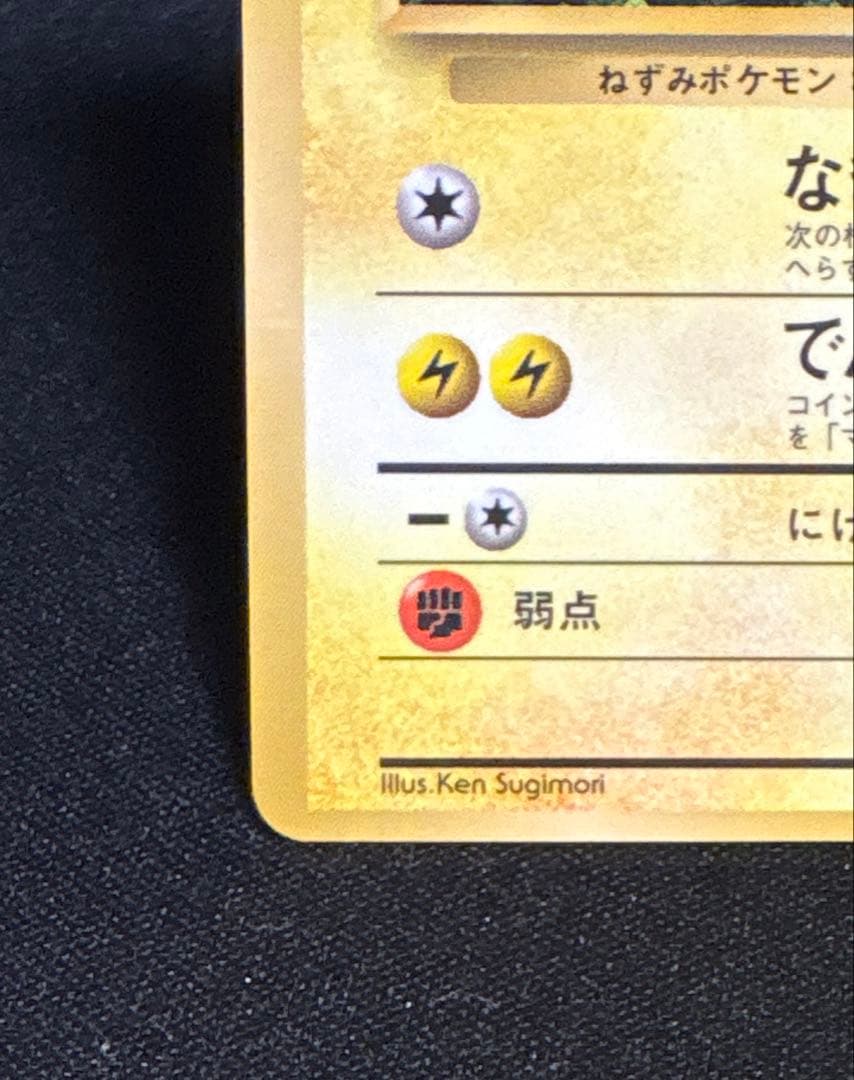 ねずみポケモン
な
次の
へらす
で
コイン
を「マ
にげ
弱点
Illus.Ken Sugimori